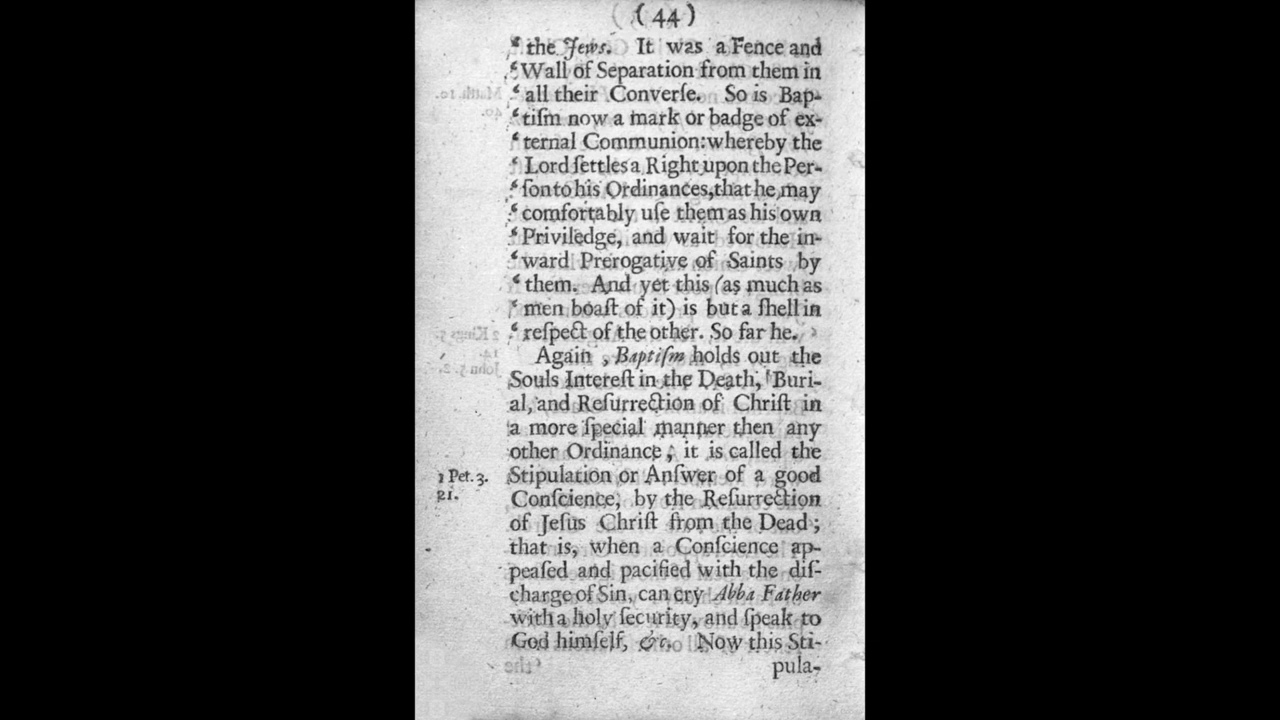 (44)
‘ the Jews. It was a Fence and
‘ Wall of Separation from them in
‘ all their Converſe. So is Bap-
‘ tiſm now a mark or badge of ex-
‘ ternal Communion: whereby the
‘ Lord ſettles a Right upon the Per-
‘ ſon to his Ordinances, that he may
‘ comfortably uſe them as his own
‘ Priviledge, and wait for the in-
‘ ward Prerogative of Saints by
‘ them. And yet this (as much as
‘ men boaſt of it) is but a ſhell in
‘ reſpect of the other. So far he.
Again, Baptiſm holds out the
Souls Intereſt in the Death, Buri-
al, and Reſurrection of Chriſt in
a more ſpecial manner then any
other Ordinance, it is called the
1 Pet. 3. Stipulation or Anſwer of a good
21. Conſcience, by the Reſurrection
of Jeſus Chriſt from the Dead;
that is, when a Conſcience ap-
peaſed and pacified with the diſ-
charge of Sin, can cry Abba Father
with a holy ſecurity, and ſpeak to
God himſelf, &c. Now this Sti-
pula-